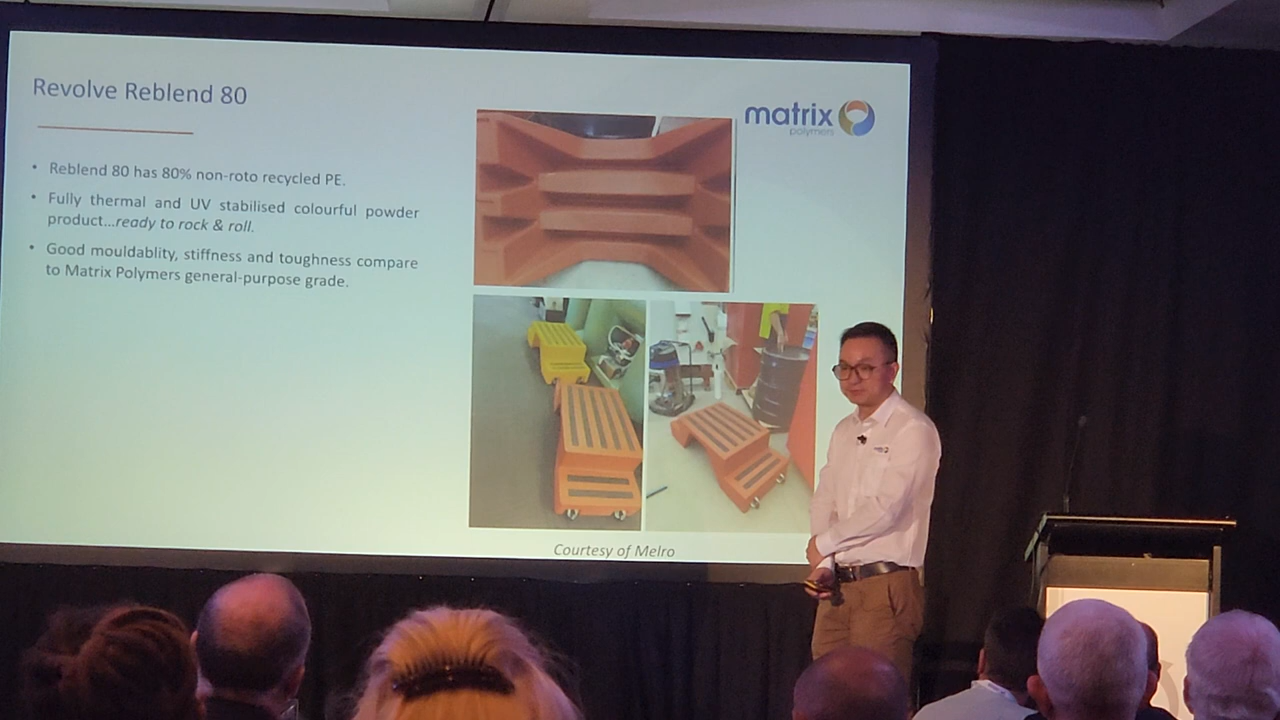 Revolve Reblend 80
matrix
polymers
• Reblend 80 has 80% non-roto recycled PE.
• Fully thermal and UV stabilised colourful powder
product...ready to rock & roll.
• Good mouldablity, stiffness and toughness compare
to Matrix Polymers general-purpose grade.
Courtesy of Melro